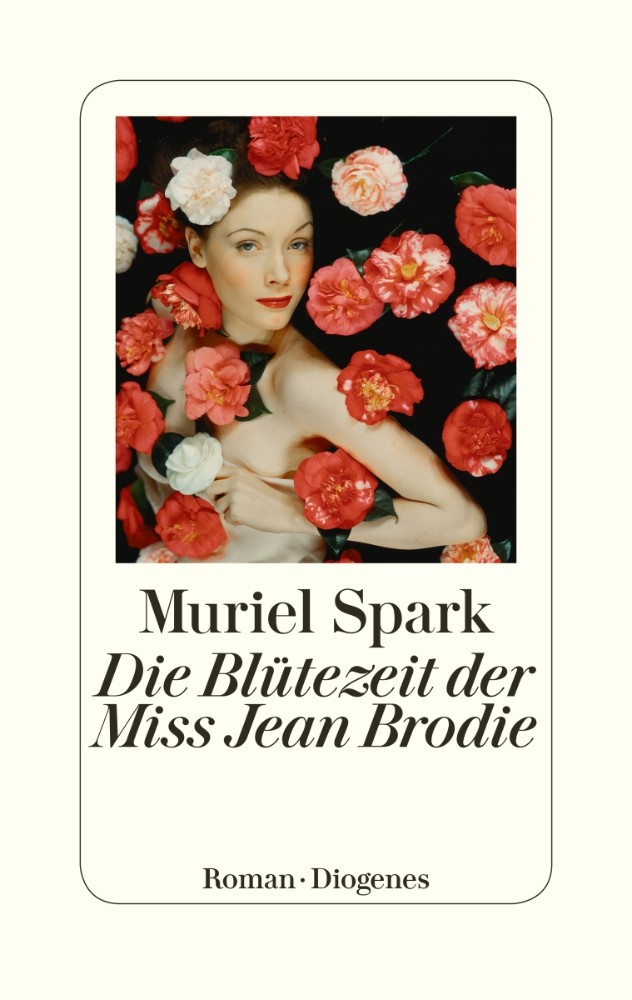 Muriel Spark
Die Blütezeit der
Miss Jean Brodie
Roman · Diogenes